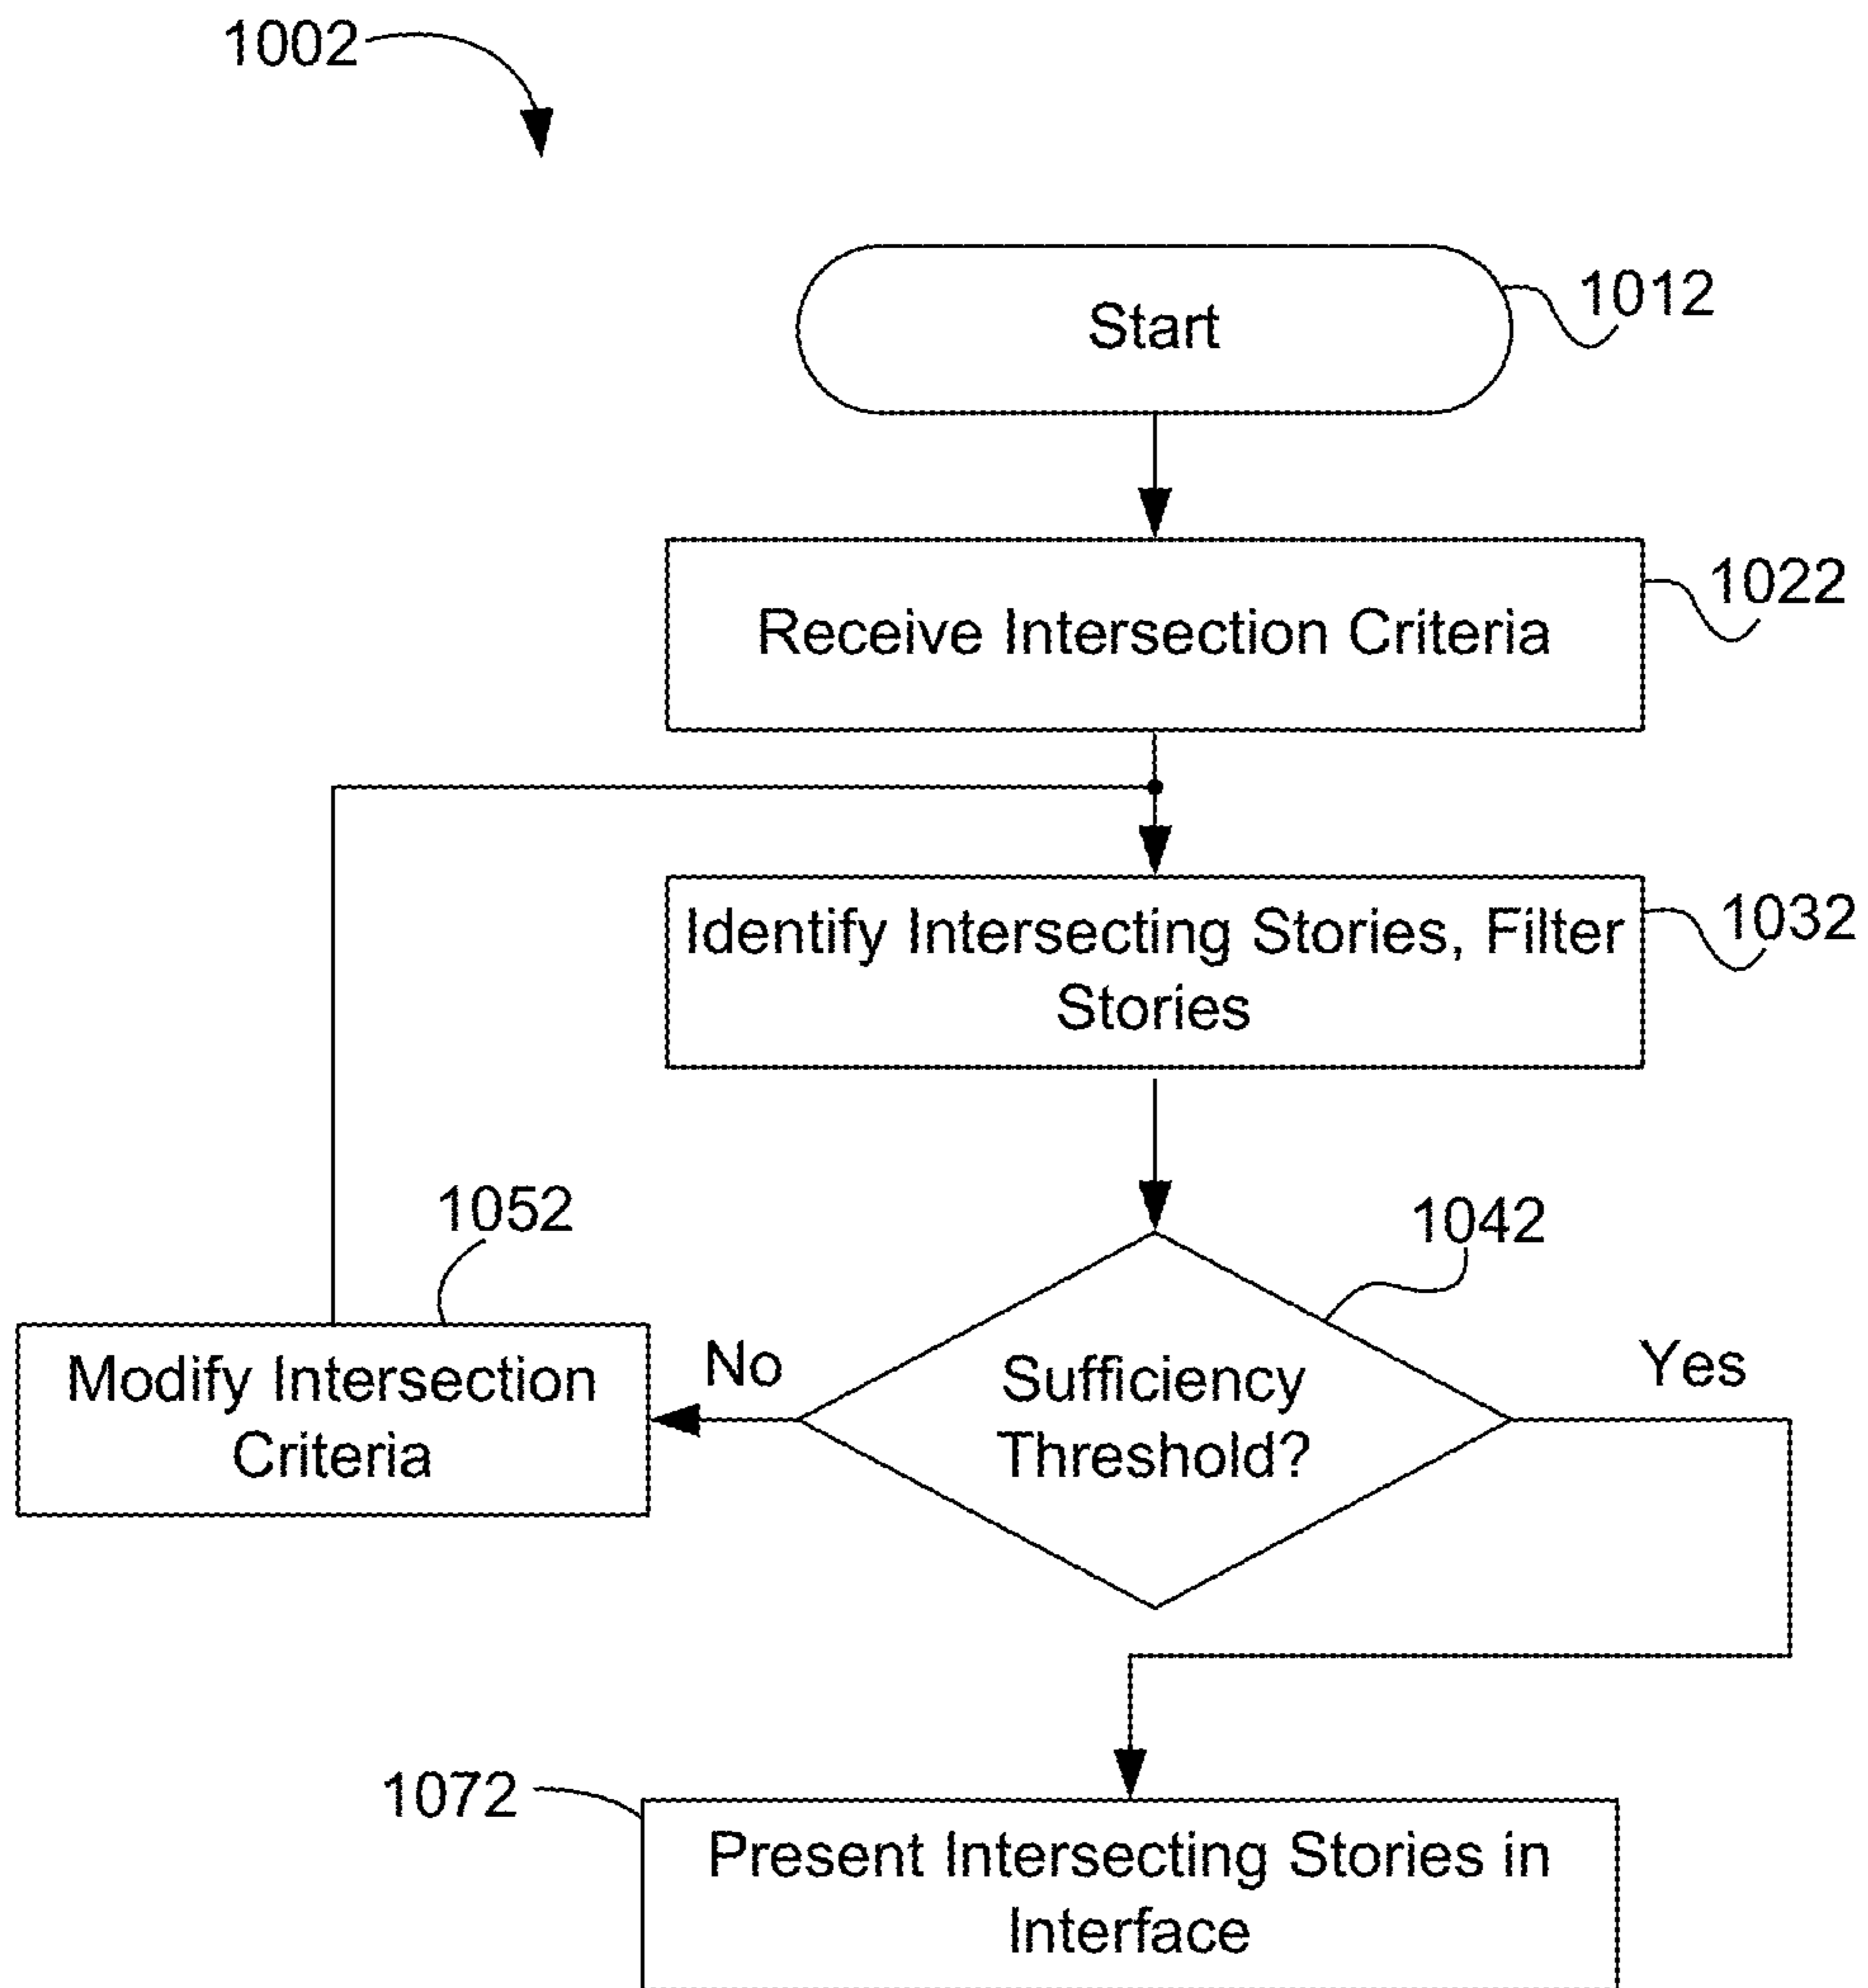 1002
Start
1012
Receive Intersection Criteria
1022
Identify Intersecting Stories, Filter
Stories
1032
1052
1042
Modify Intersection
Criteria
No
Sufficiency
Threshold?
Yes
1072
Present Intersecting Stories in
Interface